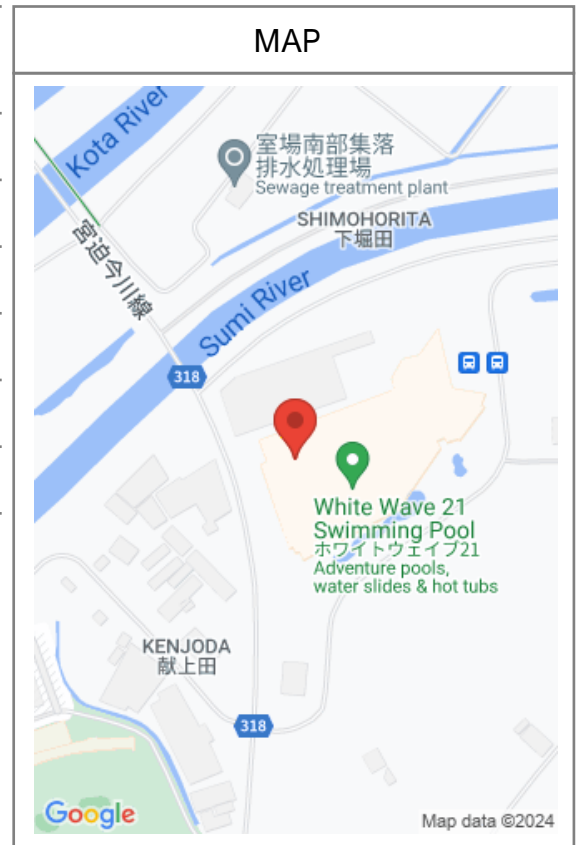 MAP
Kota River
室場南部集落
排水処理場
Sewage treatment plant
SHIMOHORITA
下堀田
宮迫今川線
Sumi River
318
White Wave 21
Swimming Pool
ホワイトウェイブ21
Adventure pools,
water slides & hot tubs
KENJODA
献上田
318
Google
Map data ©2024